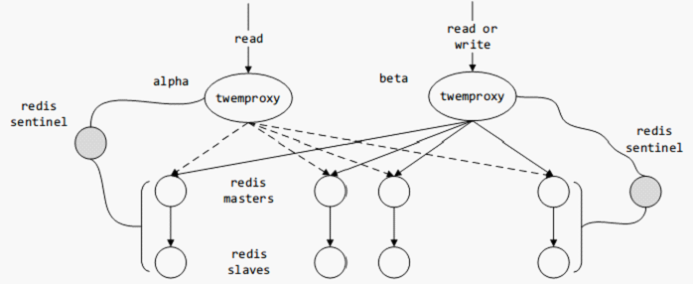 read
read or
write
alpha
twemproxy
beta
twemproxy
redis
sentinel
redis
sentinel
redis
masters
redis
slaves